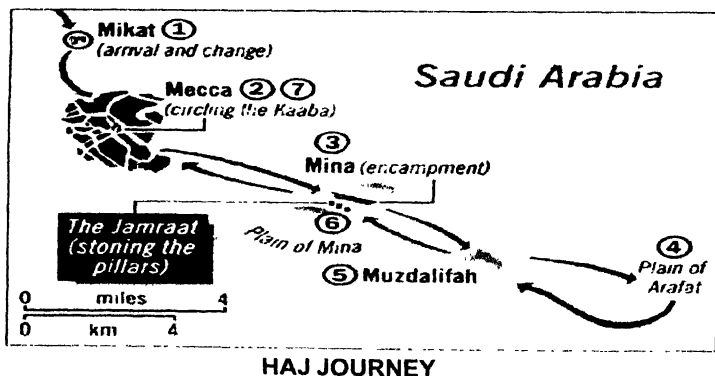 Mikat ①
(arrival and change)
Mecca ② ⑦
(circling the Kaaba)
Saudi Arabia
③
Mina (encampment)
The Jamraat
(stoning the
pillars)
⑥
Plain of Mina
⑤ Muzdalifah
④
Plain of
Arafat
0 miles 4
0 km 4
HAJ JOURNEY